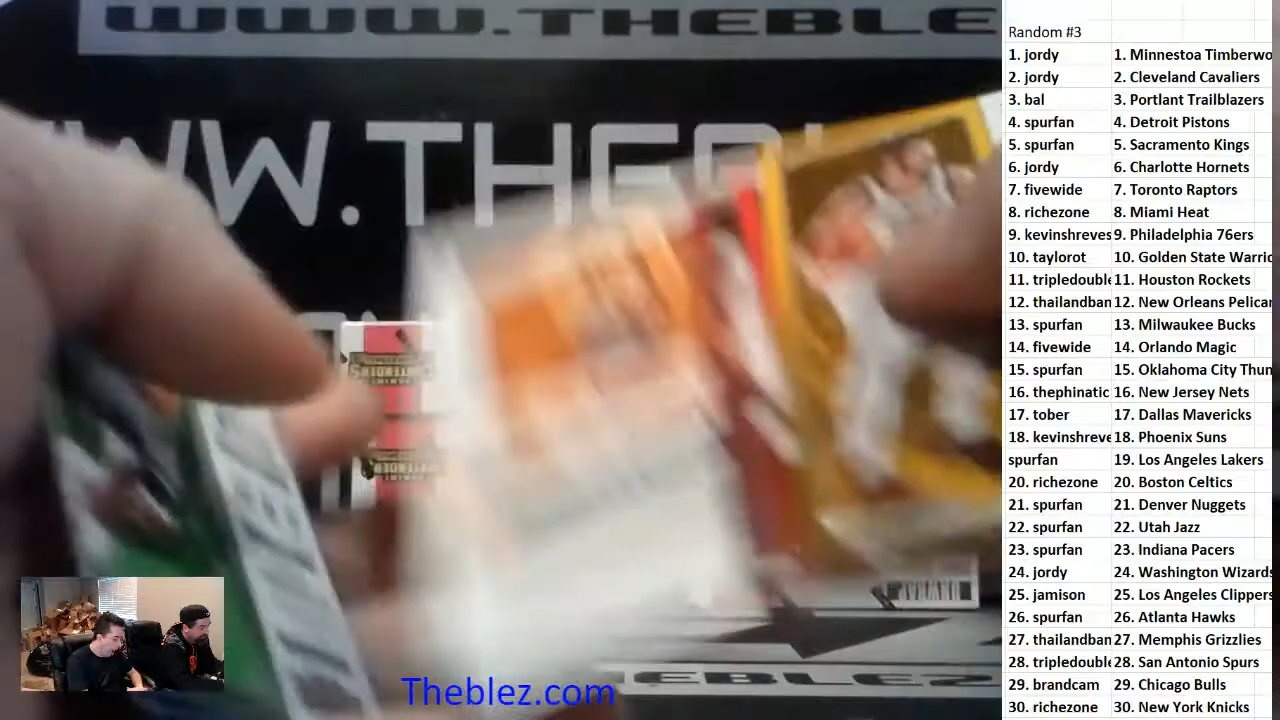 WWW.THEBLE
WW.THEBL
Random #3
1. jordy 1. Minnestoa Timberwo
2. jordy 2. Cleveland Cavaliers
3. bal 3. Portlant Trailblazers
4. spurfan 4. Detroit Pistons
5. spurfan 5. Sacramento Kings
6. jordy 6. Charlotte Hornets
7. fivewide 7. Toronto Raptors
8. richezone 8. Miami Heat
9. kevinshreves 9. Philadelphia 76ers
10. taylorot 10. Golden State Warric
11. tripledouble 11. Houston Rockets
12. thailandban 12. New Orleans Pelican
13. spurfan 13. Milwaukee Bucks
14. fivewide 14. Orlando Magic
15. spurfan 15. Oklahoma City Thun
16. thephinatic 16. New Jersey Nets
17. tober 17. Dallas Mavericks
18. kevinshreve 18. Phoenix Suns
spurfan 19. Los Angeles Lakers
20. richezone 20. Boston Celtics
21. spurfan 21. Denver Nuggets
22. spurfan 22. Utah Jazz
23. spurfan 23. Indiana Pacers
24. jordy 24. Washington Wizards
25. jamison 25. Los Angeles Clippers
26. spurfan 26. Atlanta Hawks
27. thailandban 27. Memphis Grizzlies
28. tripledouble 28. San Antonio Spurs
29. brandcam 29. Chicago Bulls
30. richezone 30. New York Knicks
EBLEZ
Theblez.com